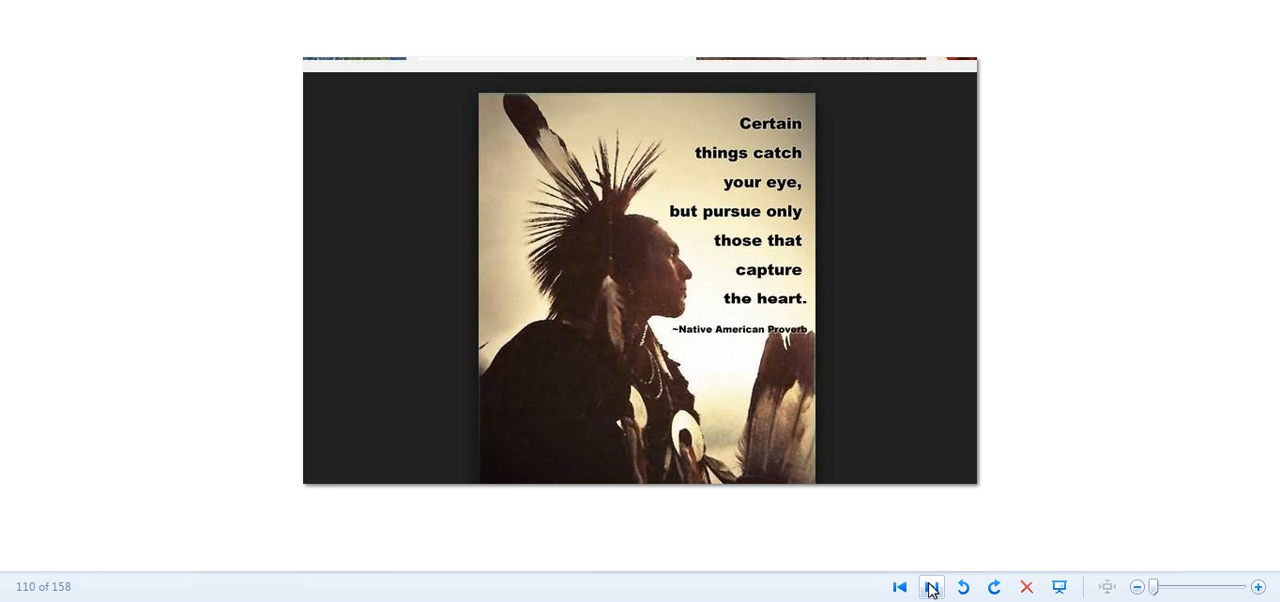 Certain
things catch
your eye,
but pursue only
those that
capture
the heart.
~Native American Proverb
110 of 158